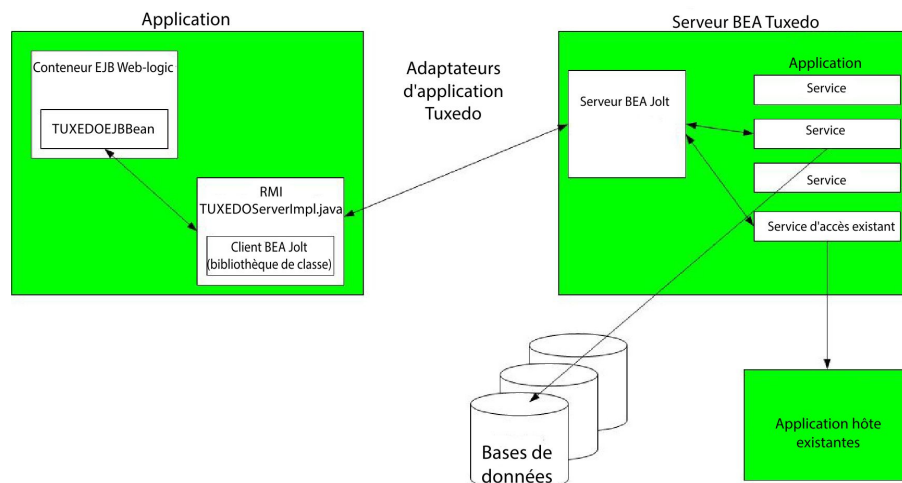 Application
Conteneur EJB Web-logic
TUXEDOEJBBean
RMI
TUXEDOServerImpl.java
Client BEA Jolt
(bibliothèque de classe)
Adaptateurs
d'application
Tuxedo
Serveur BEA Tuxedo
Serveur BEA Jolt
Application
Service
Service
Service
Service d'accès existant
Bases de
données
Application hôte
existantes